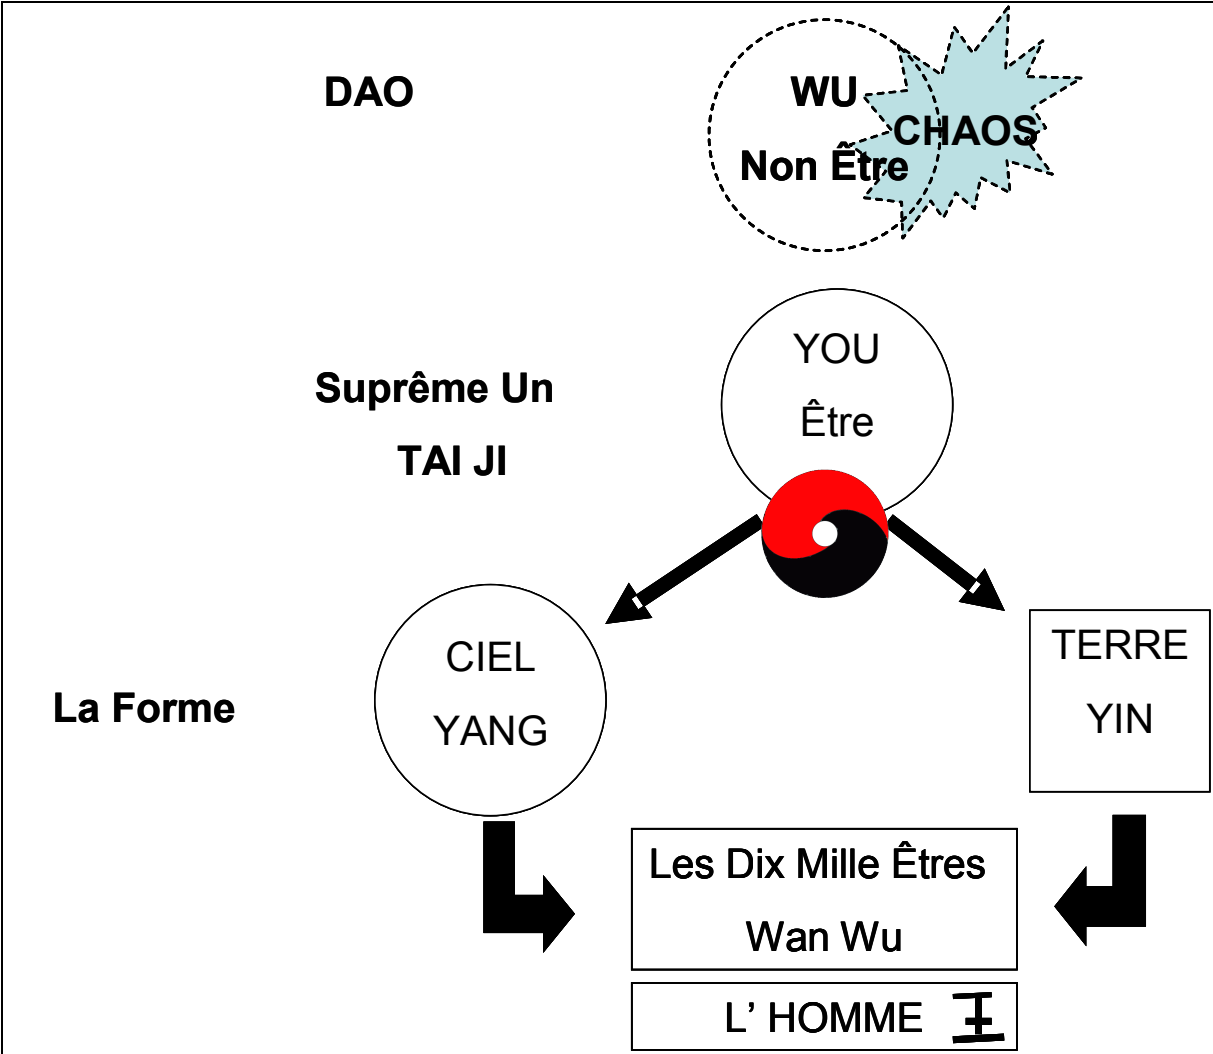 DAO
WU
Non Être
CHAOS
Suprême Un
TAI JI
YOU
Être
La Forme
CIEL
YANG
TERRE
YIN
Les Dix Mille Êtres
Wan Wu
L’ HOMME 王